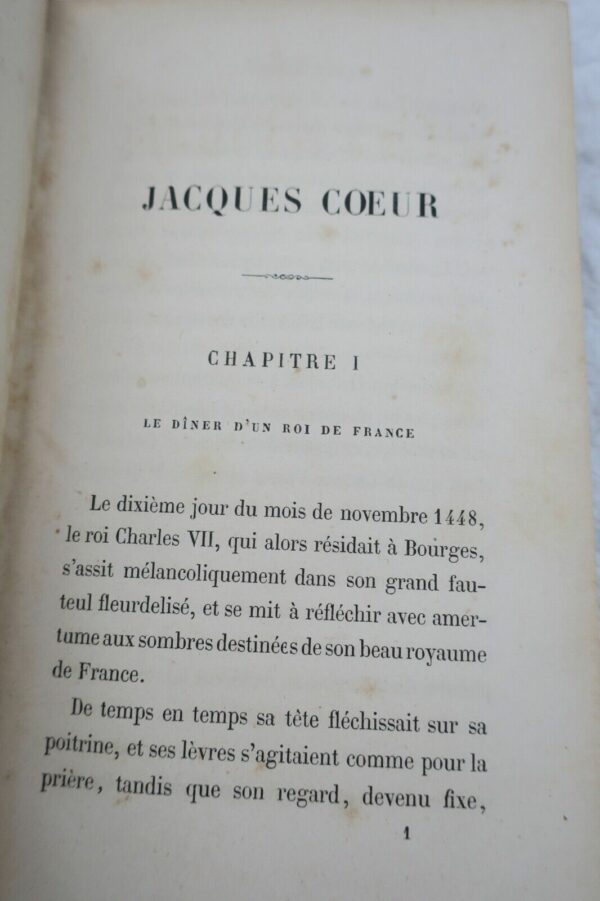 JACQUES COEUR
CHAPITRE I
LE DÎNER D'UN ROI DE FRANCE
Le dixième jour du mois de novembre 1448,
le roi Charles VII, qui alors résidait à Bourges,
s'assit mélancoliquement dans son grand fau-
teul fleurdelisé, et se mit à réfléchir avec amer-
tume aux sombres destinées de son beau royaume
de France.
De temps en temps sa tête fléchissait sur sa
poitrine, et ses lèvres s'agitaient comme pour la
prière, tandis que son regard, devenu fixe,
1